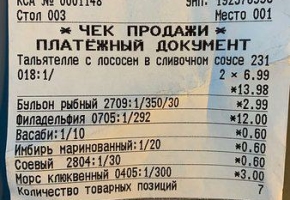 КСА № 0001148 УНП: 192578558
Стол 003 Место 001
*ЧЕК ПРОДАЖИ*
ПЛАТЁЖНЫЙ ДОКУМЕНТ
Тальятелле с лососем в сливочном соусе 231
018:1/
2 × 6.99
*13.98
Бульон рыбный 2709:1/350/30 *2.99
Филадельфия 0705:1/292 *12.00
Васаби:1/10 *0.60
Имбирь маринованный:1/20 *0.60
Соевый 2804:1/30 *0.60
Морс клюквенный 0405:1/300 *3.00
Количество товарных позиций 7